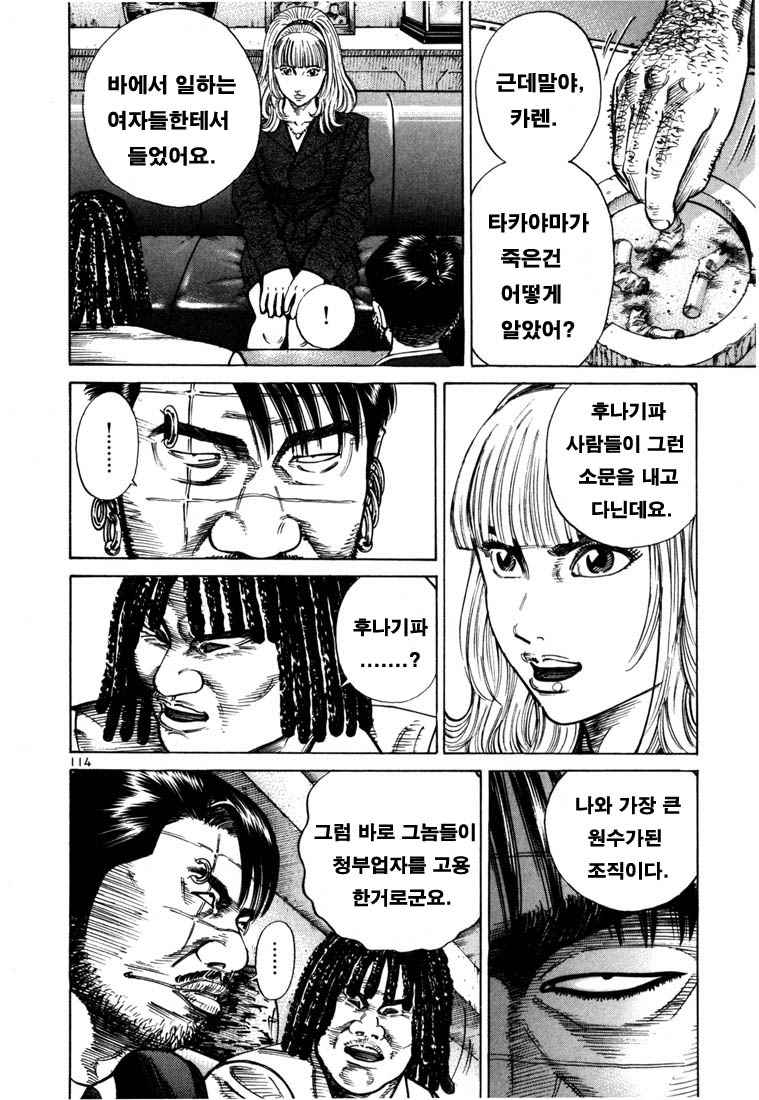 근데말야,
카렌.
타카야마가
죽은건
어떻게
알았어?
바에서 일하는
여자들한테서
들었어요.
!
후나기파
사람들이 그런
소문을 내고
다닌데요.
!······
후나기파
.......?
114
나와 가장 큰
원수가된
조직이다.
그럼 바로 그놈들이
청부업자를 고용
한거로군요.
······